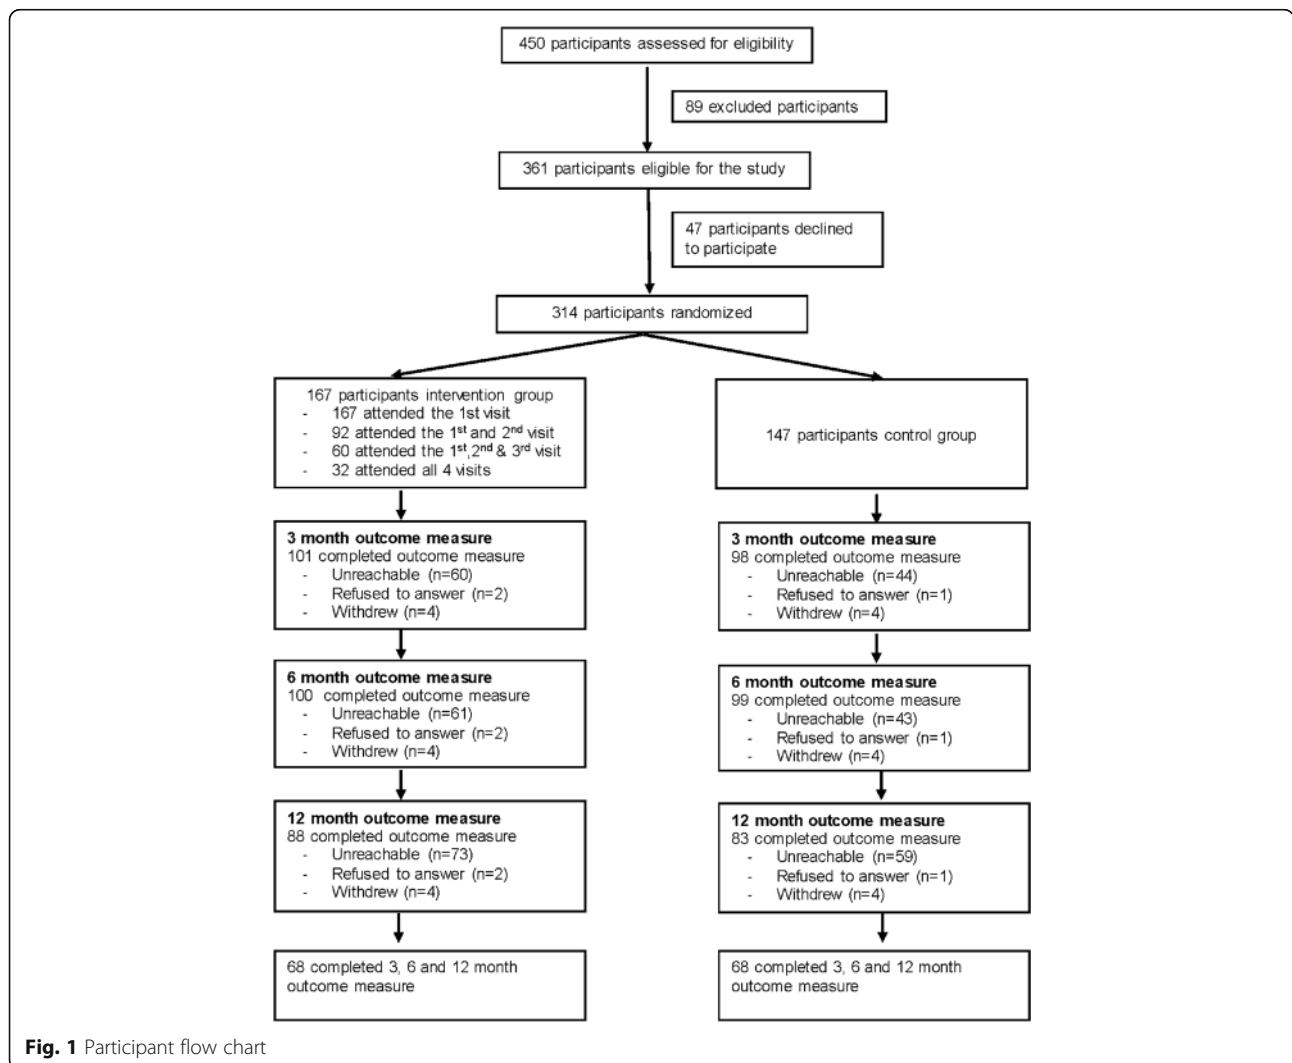 450 participants assessed for eligibility
89 excluded participants
361 participants eligible for the study
47 participants declined
to participate
314 participants randomized
167 participants intervention group
- 167 attended the 1st visit
- 92 attended the 1st and 2nd visit
- 60 attended the 1st,2nd & 3rd visit
- 32 attended all 4 visits
147 participants control group
3 month outcome measure
101 completed outcome measure
- Unreachable (n=60)
- Refused to answer (n=2)
- Withdrew (n=4)
3 month outcome measure
98 completed outcome measure
- Unreachable (n=44)
- Refused to answer (n=1)
- Withdrew (n=4)
6 month outcome measure
100 completed outcome measure
- Unreachable (n=61)
- Refused to answer (n=2)
- Withdrew (n=4)
6 month outcome measure
99 completed outcome measure
- Unreachable (n=43)
- Refused to answer (n=1)
- Withdrew (n=4)
12 month outcome measure
88 completed outcome measure
- Unreachable (n=73)
- Refused to answer (n=2)
- Withdrew (n=4)
12 month outcome measure
83 completed outcome measure
- Unreachable (n=59)
- Refused to answer (n=1)
- Withdrew (n=4)
68 completed 3, 6 and 12 month
outcome measure
68 completed 3, 6 and 12 month
outcome measure
Fig. 1 Participant flow chart